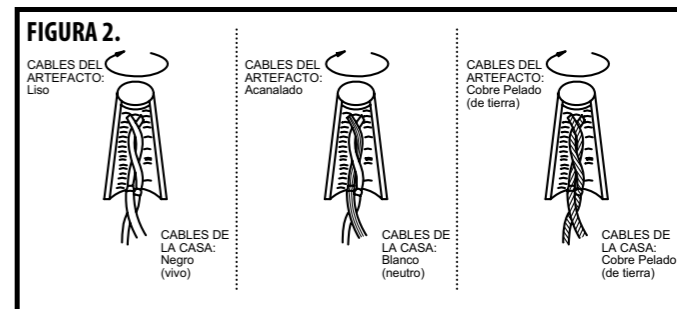 FIGURA 2.
CABLES DEL
ARTEFACTO:
Liso
CABLES DE
LA CASA:
Negro
(vivo)
CABLES DEL
ARTEFACTO:
Acanalado
CABLES DE
LA CASA:
Blanco
(neutro)
CABLES DEL
ARTEFACTO:
Cobre Pelado
(de tierra)
CABLES DE
LA CASA:
Cobre Pelado
(de tierra)